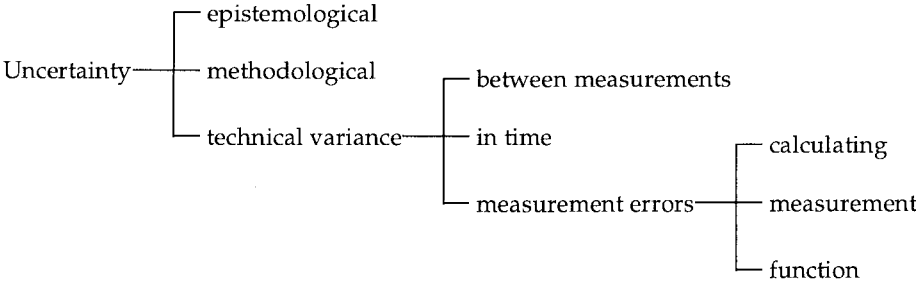 epistemological
Uncertainty
methodological
between measurements
technical variance
in time
calculating
measurement errors
measurement
function